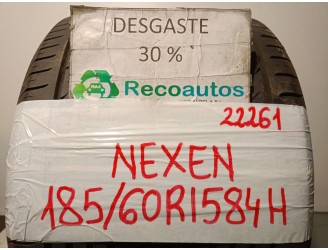 DESGASTE
30 %
Recoautos
22261
NEXEN
185/60R1584H